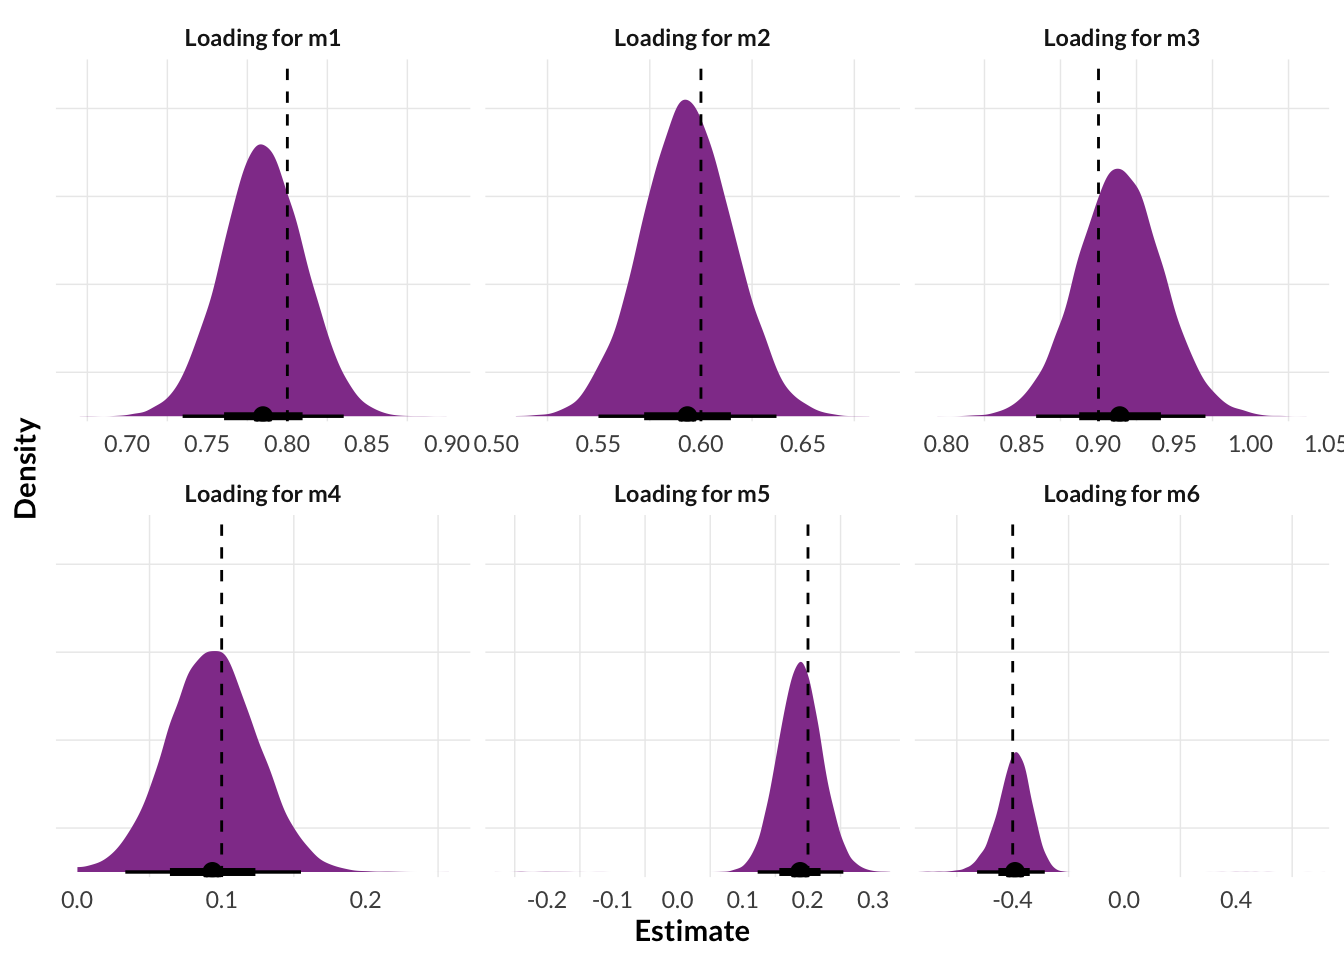 Loading for m1 Loading for m2 Loading for m3
0.70 0.75 0.80 0.85 0.90 0.50 0.55 0.60 0.65 0.80 0.85 0.90 0.95 1.00 1.05
Density
Loading for m4 Loading for m5 Loading for m6
0.0 0.1 0.2 -0.2 -0.1 0.0 0.1 0.2 0.3 -0.4 0.0 0.4
Estimate